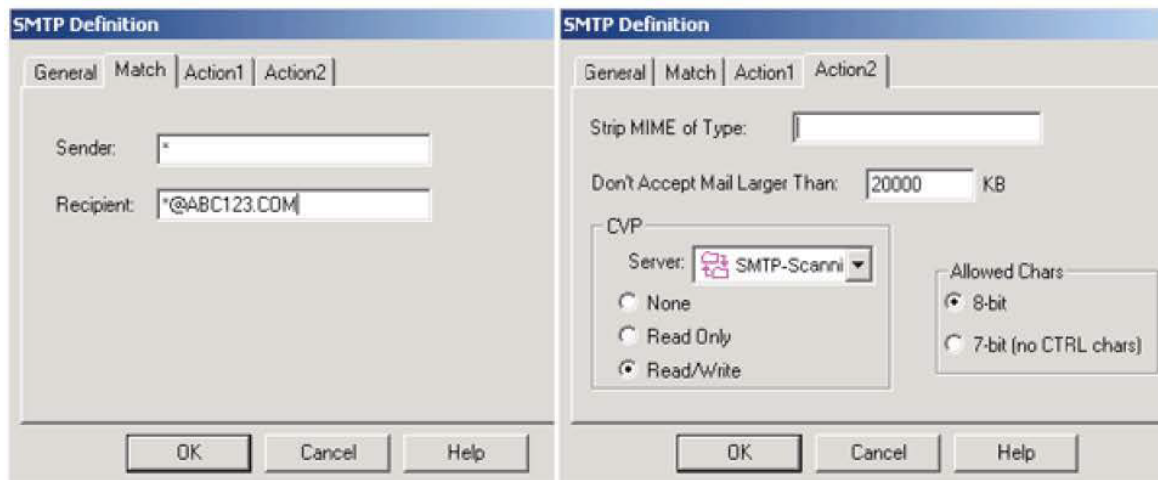 SMTP Definition
General Match Action1 Action2
Sender: *
Recipient: *@ABC123.COM
OK Cancel Help
SMTP Definition
General Match Action1 Action2
Strip MIME of Type:
Don't Accept Mail Larger Than: 20000 KB
CVP
Server: SMTP-Scanni
None
Read Only
Read/Write
Allowed Chars
8-bit
7-bit (no CTRL chars)
OK Cancel Help